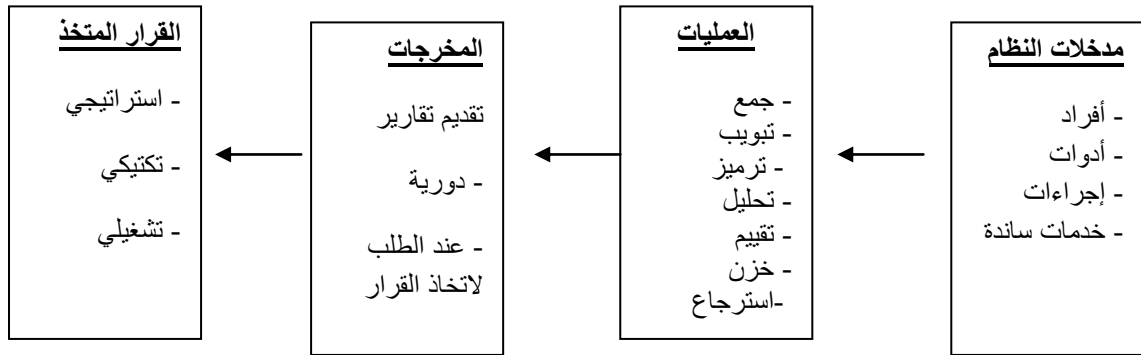 مدخلات النظام
- أفراد
- أدوات
- إجراءات
- خدمات ساندة
العمليات
- جمع
- تبويب
- ترميز
- تحليل
- تقييم
- خزن
-استرجاع
المخرجات
تقديم تقارير
- دورية
- عند الطلب
لاتخاذ القرار
القرار المتخذ
- استراتيجي
- تكتيكي
- تشغيلي